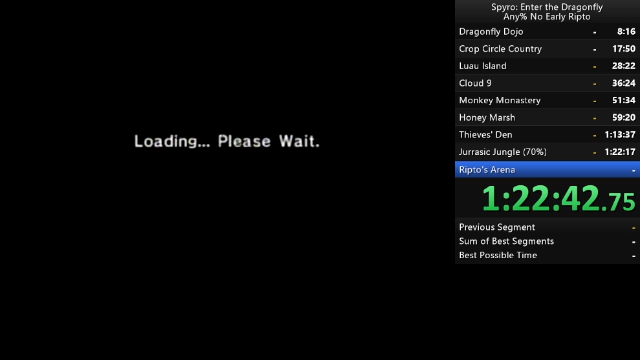 Loading... Please Wait.
Spyro: Enter the Dragonfly
Any% No Early Ripto
Dragonfly Dojo - 8:16
Crop Circle Country - 17:50
Luau Island - 28:22
Cloud 9 - 36:24
Monkey Monastery - 51:34
Honey Marsh - 59:20
Thieves' Den - 1:13:37
Jurrasic Jungle (70%) - 1:22:17
Ripto's Arena -
1:22:42.75
Previous Segment -
Sum of Best Segments -
Best Possible Time -